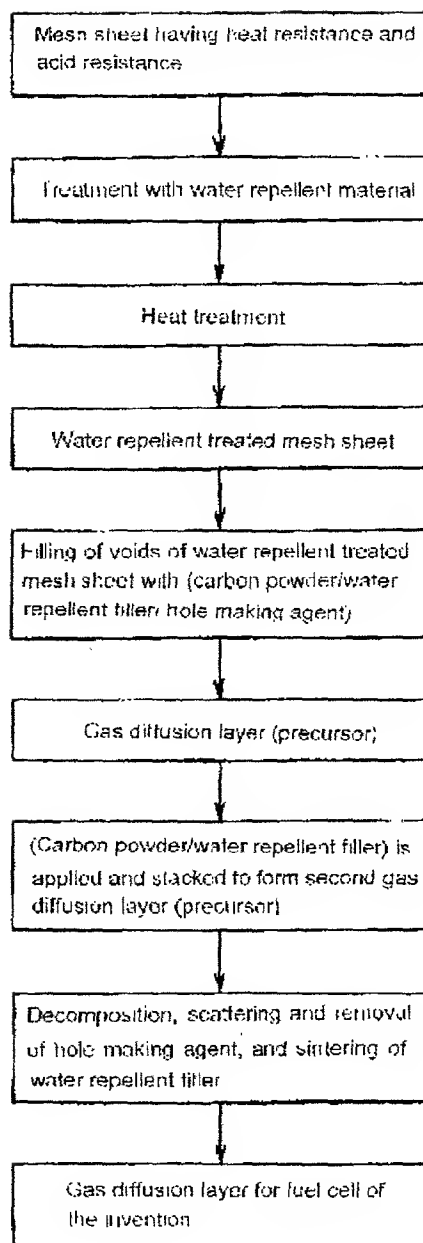 Mesh sheet having heat resistance and
acid resistance
Treatment with water repellent material
Heat treatment
Water repellent treated mesh sheet
Filling of voids of water repellent treated
mesh sheet with (carbon powder/water
repellent filler/ hole making agent)
Gas diffusion layer (precursor)
(Carbon powder/water repellent filler) is
applied and stacked to form second gas
diffusion layer (precursor)
Decomposition, scattering and removal
of hole making agent, and sintering of
water repellent filler
Gas diffusion layer for fuel cell of
the invention